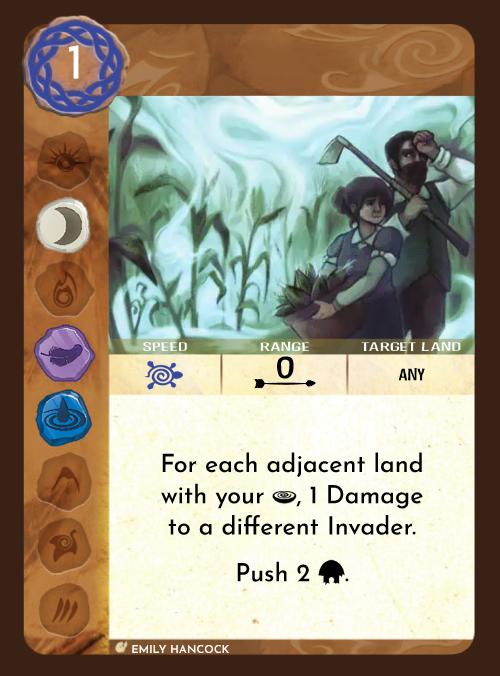 1
SPEED RANGE TARGET LAND
0 ANY
For each adjacent land
with your , 1 Damage
to a different Invader.
Push 2 .
EMILY HANCOCK